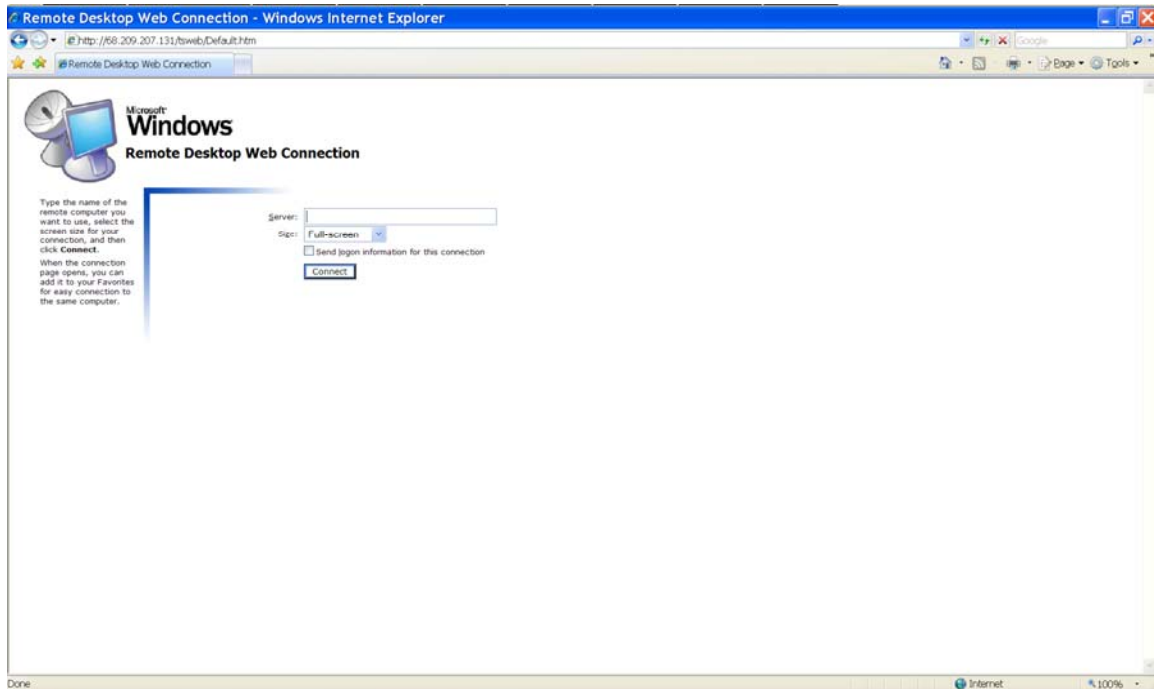 Remote Desktop Web Connection - Windows Internet Explorer
http://68.209.207.131/tsweb/Default.htm
Google
Remote Desktop Web Connection
Page
Tools
Microsoft
Windows
Remote Desktop Web Connection
Type the name of the
remote computer you
want to use, select the
screen size for your
connection, and then
click Connect.
When the connection
page opens, you can
add it to your Favorites
for easy connection to
the same computer.
Server:
Size:
Full-screen
Send logon information for this connection
Connect
Done
Internet
100%